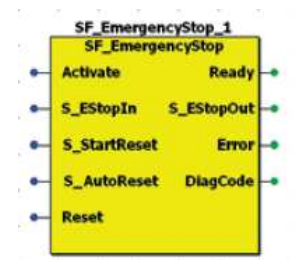 SF_EmergencyStop_1
SF_EmergencyStop
Activate Ready
S_EStopIn S_EStopOut
S_StartReset Error
S_AutoReset DiagCode
Reset